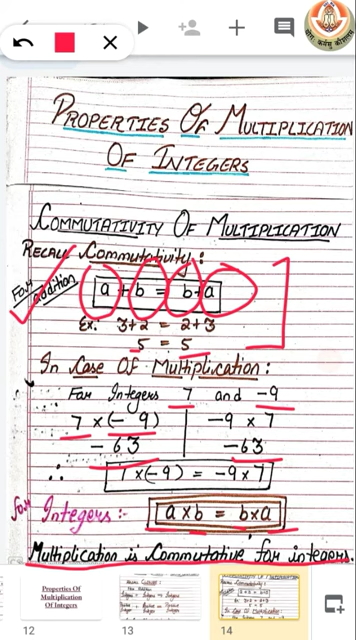 PROPERTIES OF MULTIPLICATION
OF INTEGERS
COMMUTATIVITY OF MULTIPLICATION
RECALL Commutativity:
For addition
a + b = b + a
Ex: 3+2 = 2+3
5 = 5
In Case Of Multiplication:
For Integers 7 and -9
7 × (-9) | -9 × 7
-63 | -63
∴ 7 × (-9) = -9 × 7
For Integers:- a × b = b × a
Multiplication is Commutative for integers.
Properties Of
Multiplication
Of Integers
12
13
14